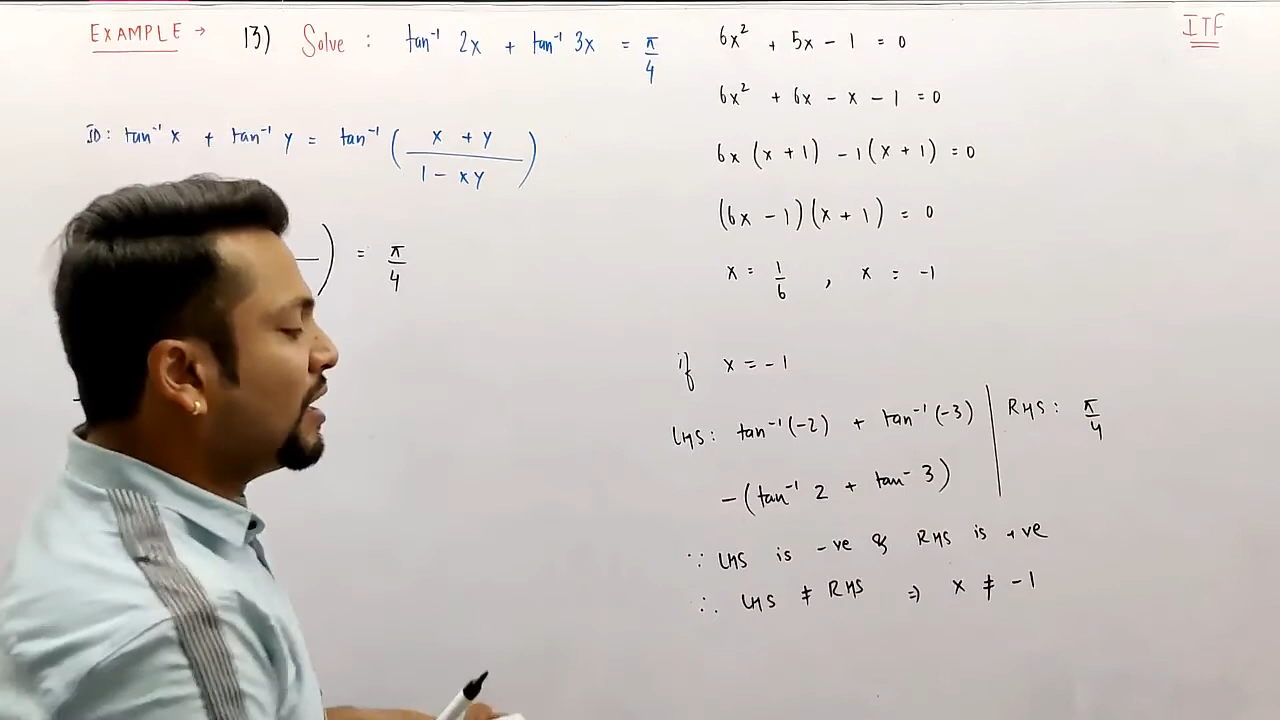 EXAMPLE → 13) Solve : tan⁻¹ 2x + tan⁻¹ 3x = π/4
ID: tan⁻¹ x + tan⁻¹ y = tan⁻¹ ( x + y / 1 - xy )
) = π/4
6x² + 5x - 1 = 0
6x² + 6x - x - 1 = 0
6x (x + 1) - 1(x + 1) = 0
(6x - 1)(x + 1) = 0
x = 1/6 , x = -1
if x = -1
LHS: tan⁻¹(-2) + tan⁻¹(-3) | RHS: π/4
-(tan⁻¹ 2 + tan⁻ 3)
∵ LHS is -ve & RHS is +ve
∴ LHS ≠ RHS ⇒ x ≠ -1
ITF